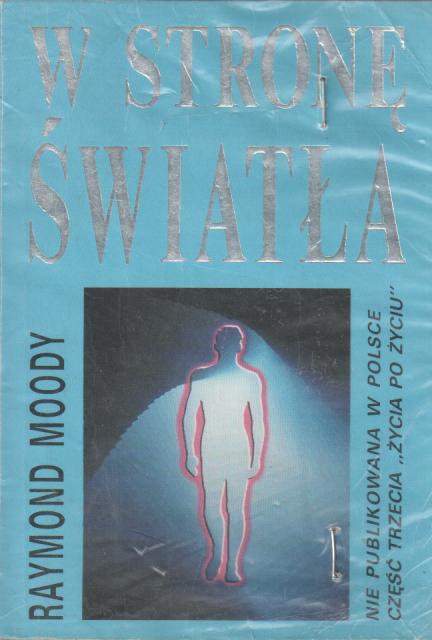 W STRONĘ
ŚWIATŁA
RAYMOND MOODY
NIE PUBLIKOWANA W POLSCE
CZĘŚĆ TRZECIA „ŻYCIA PO ŻYCIU"